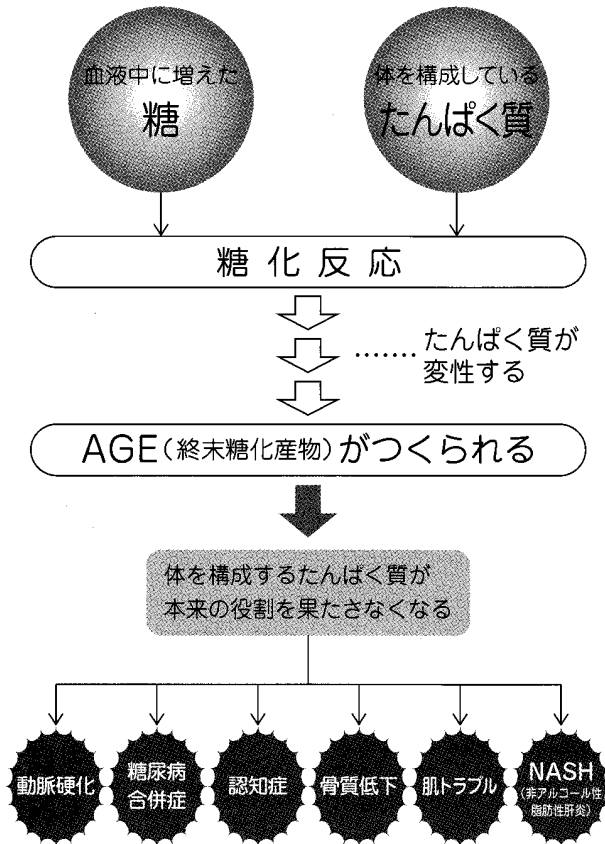 血液中に増えた
糖
体を構成している
たんぱく質
糖化反応
たんぱく質が
変性する
AGE(終末糖化産物)がつくられる
体を構成するたんぱく質が
本来の役割を果たさなくなる
動脈硬化
糖尿病
合併症
認知症
骨質低下
肌トラブル
NASH
(非アルコール性
脂肪性肝炎)